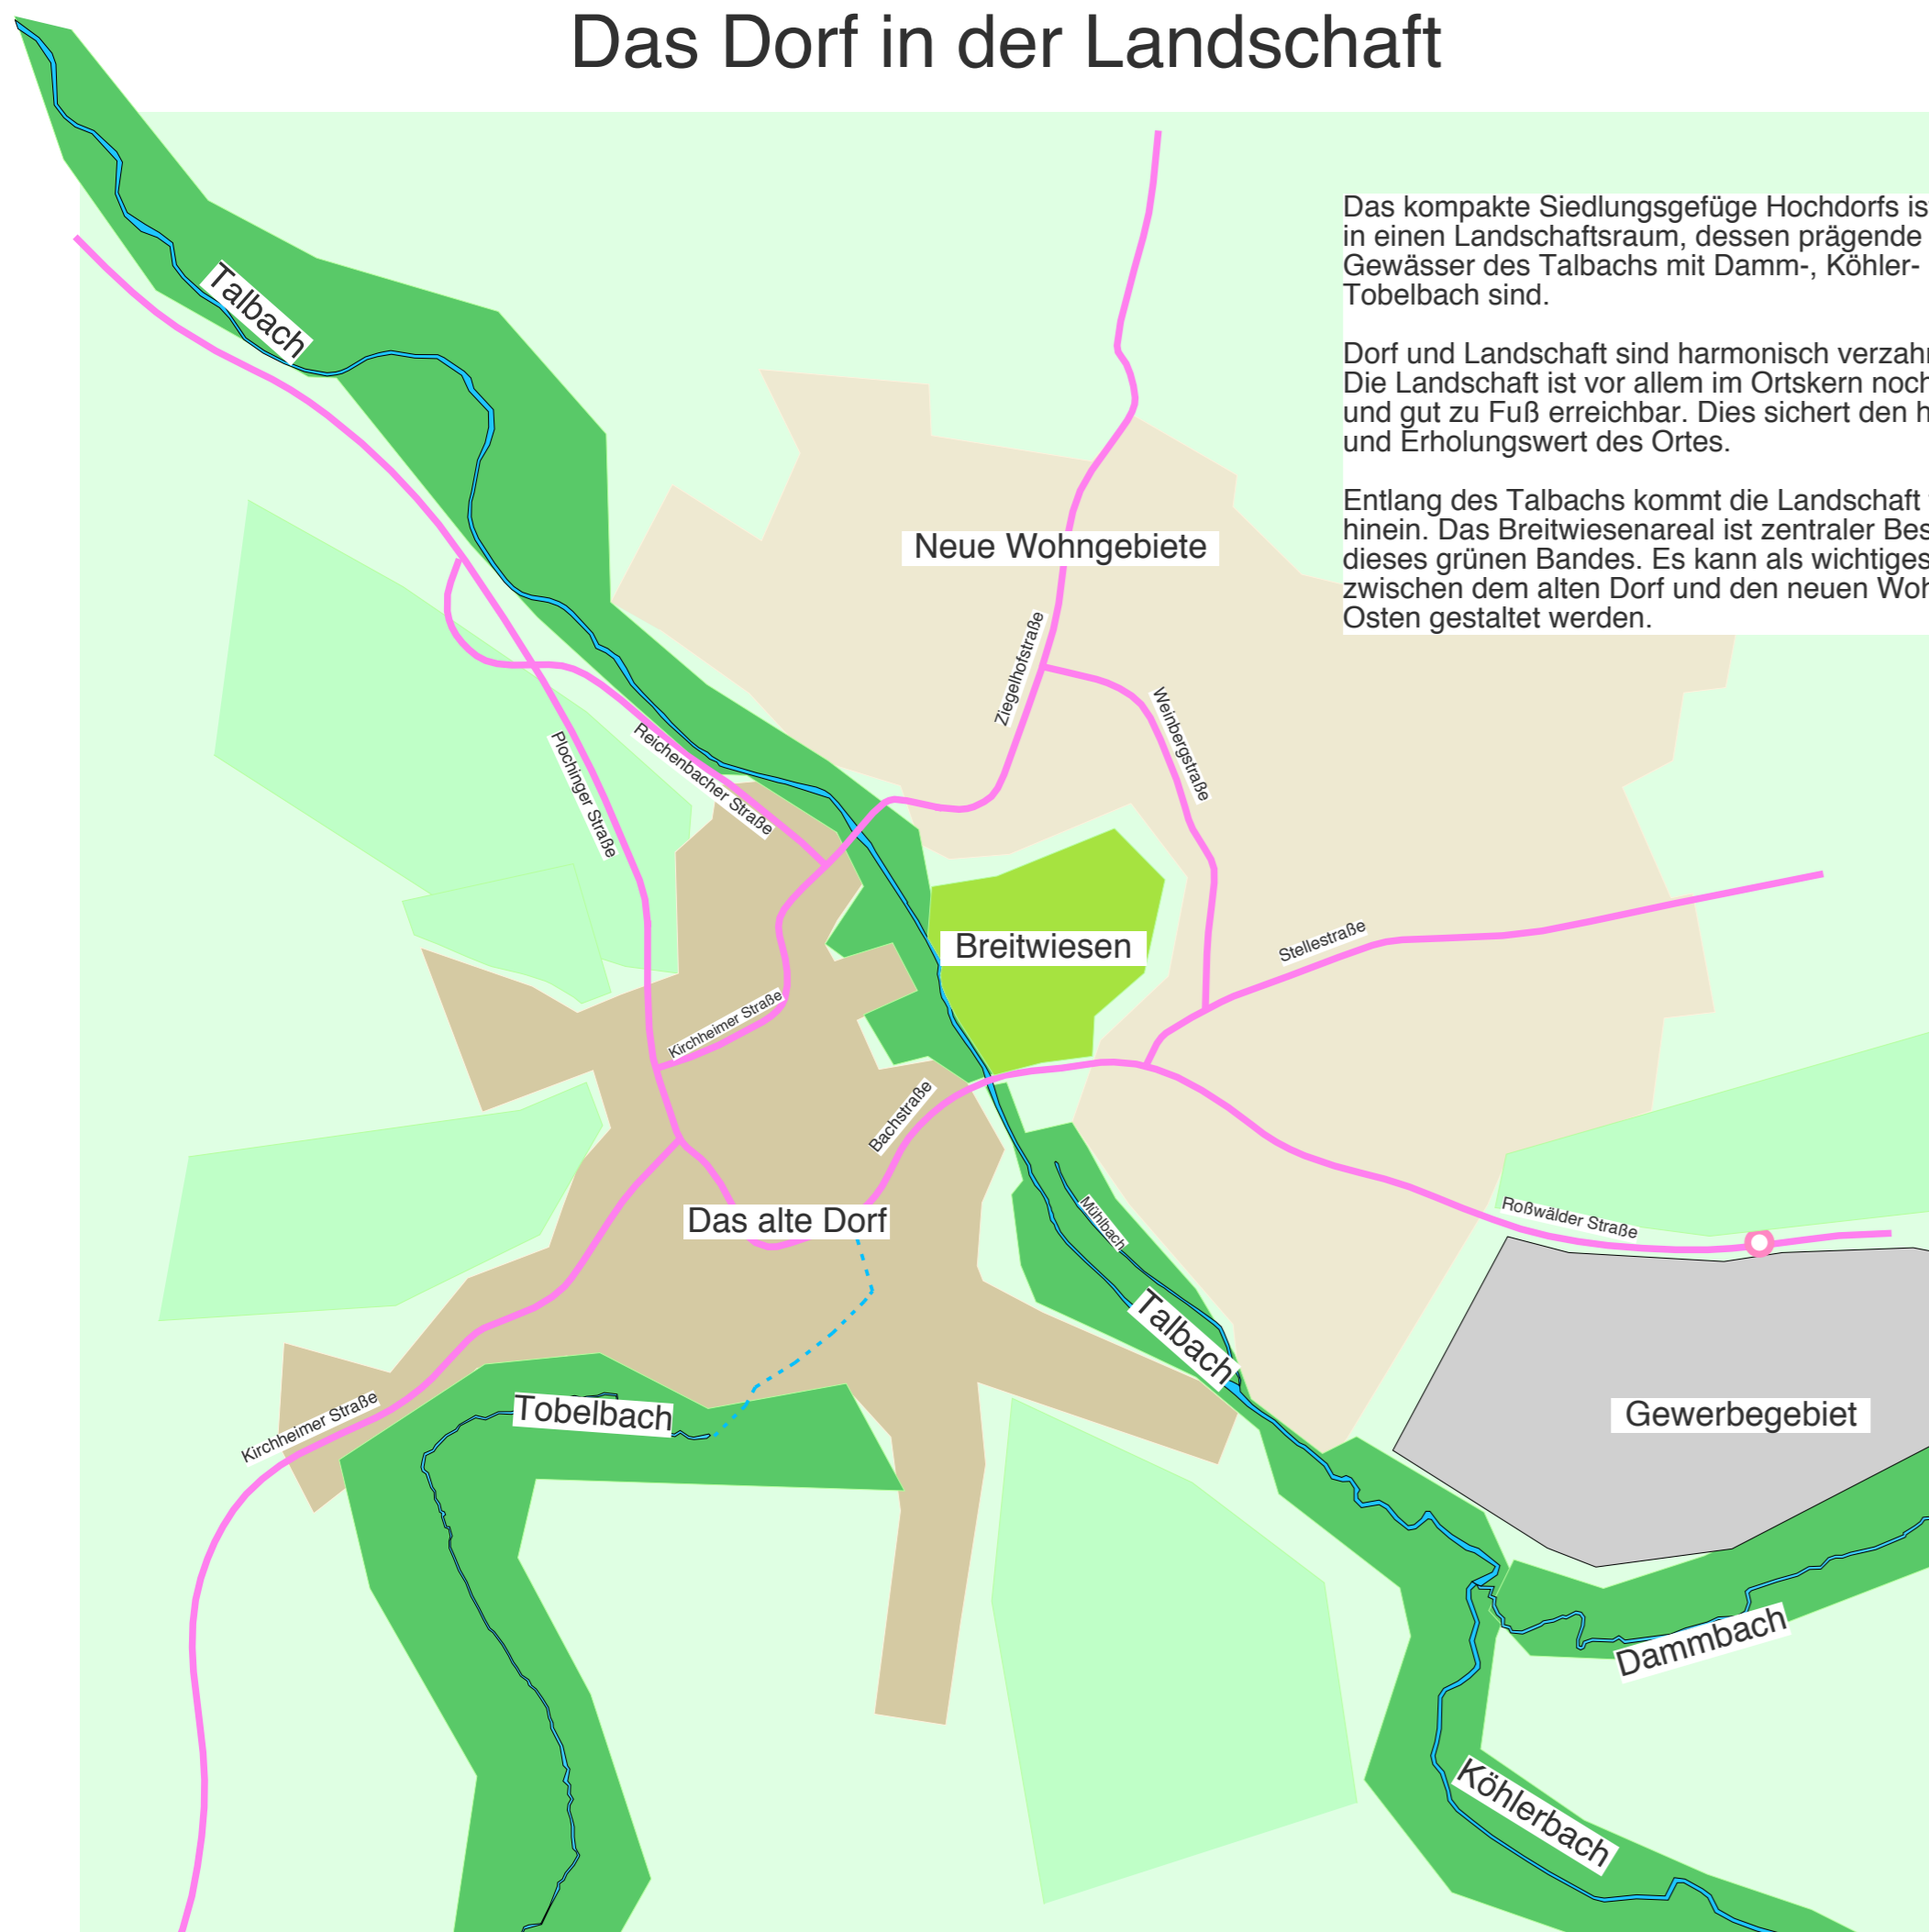 Das Dorf in der Landschaft
Das kompakte Siedlungsgefüge Hochdorfs
in einen Landschaftsraum, dessen prägende
Gewässer des Talbachs mit Damm-, Köhler-
Tobelbach sind.
Dorf und Landschaft sind harmonisch
Die Landschaft ist vor allem im Ortskern noch
und gut zu Fuß erreichbar. Dies sichert den
und Erholungswert des Ortes.
Entlang des Talbachs kommt die Landschaft
hinein. Das Breitwiesenareal ist zentraler
dieses grünen Bandes. Es kann als wichtiges
zwischen dem alten Dorf und den neuen
Osten gestaltet werden.
Talbach
Neue Wohngebiete
Ziegelhofstraße
Weinbergstraße
Plochinger Straße
Reichenbacher Straße
Breitwiesen
Stellestraße
Kirchheimer Straße
Bachstraße
Mühlbach
Roßwälder Straße
Das alte Dorf
Talbach
Tobelbach
Kirchheimer Straße
Gewerbegebiet
Dammbach
Köhlerbach